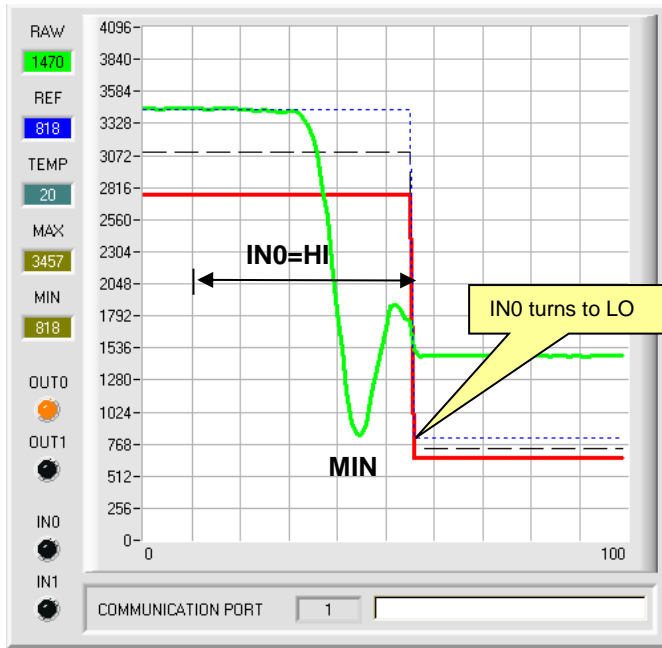 RAW
1470
REF
818
TEMP
20
MAX
3457
MIN
818
OUT0
OUT1
IN0
IN1
4096
3840
3584
3328
3072
2816
2560
2304
2048
1792
1536
1280
1024
768
512
256
0
IN0=HI
IN0 turns to LO
MIN
0
100
COMMUNICATION PORT
1